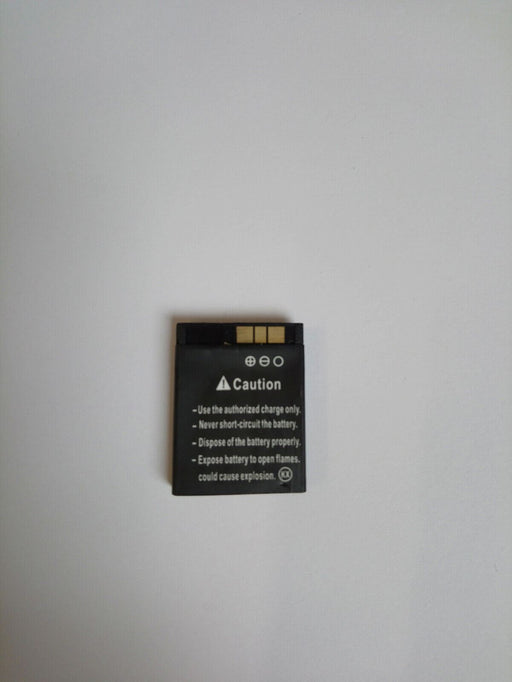 ⊕ ⊖ ○
Caution
- Use the authorized charge only.
- Never short-circuit the battery.
- Dispose of the battery properly.
- Expose battery to open flames.
could cause explosion. KX